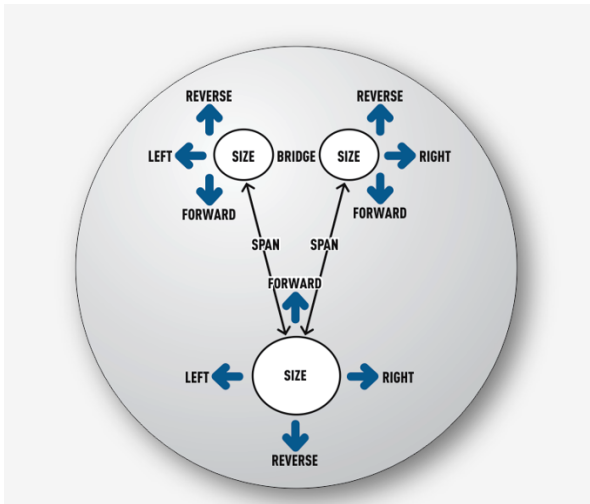 REVERSE
REVERSE
LEFT
SIZE
BRIDGE
SIZE
RIGHT
FORWARD
FORWARD
SPAN
SPAN
FORWARD
LEFT
SIZE
RIGHT
REVERSE